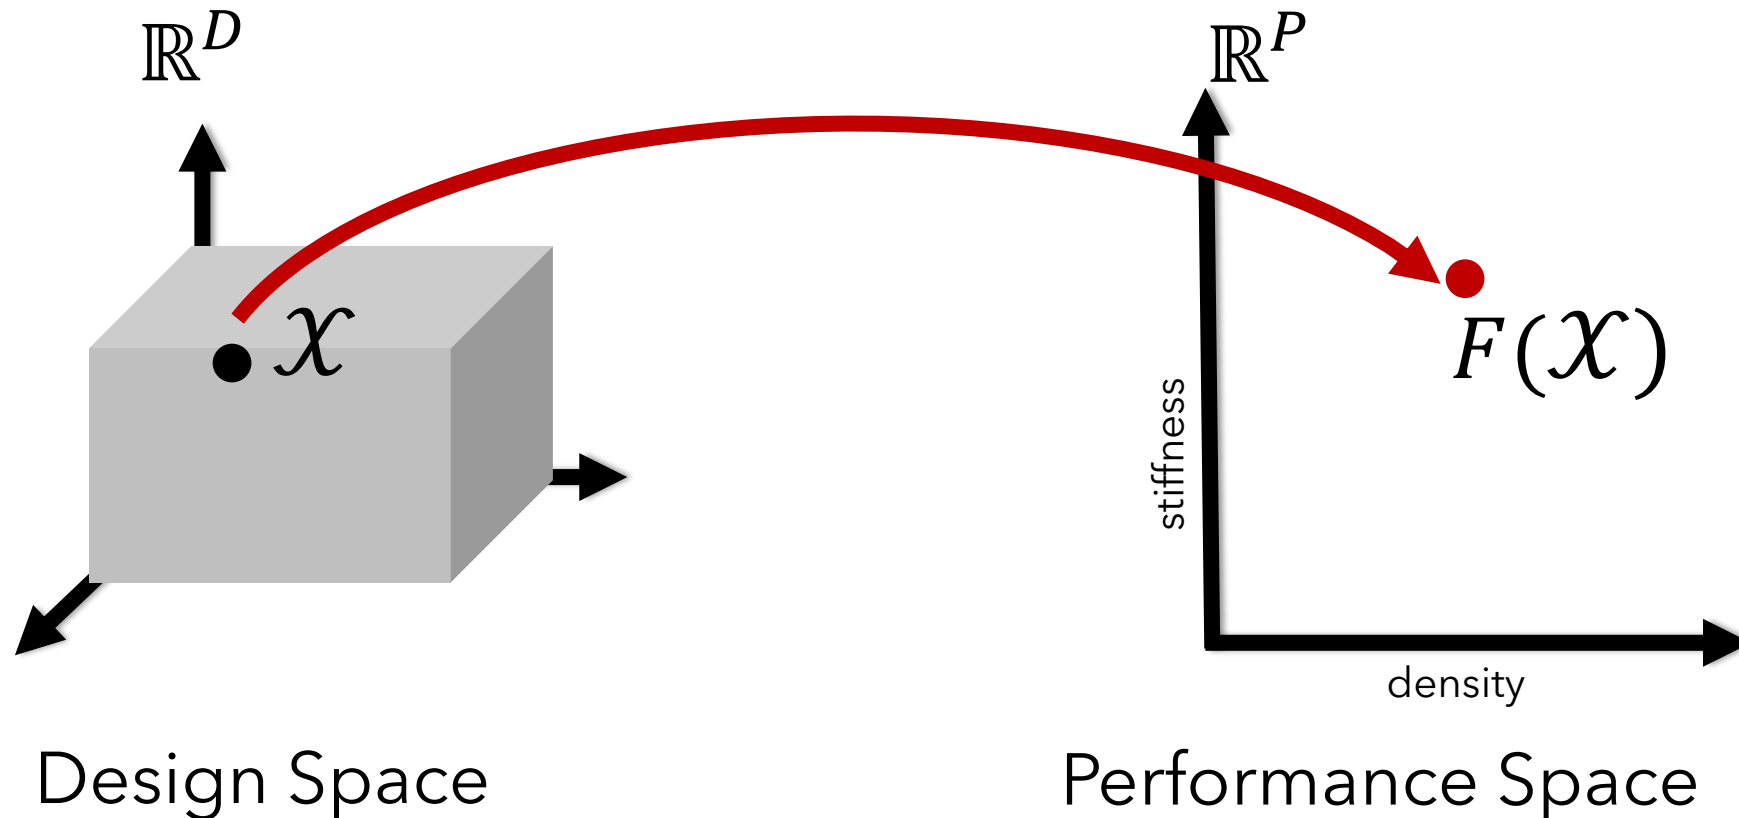 ℝ^D
ℝ^P
𝒳
F(𝒳)
stiffness
density
Design Space
Performance Space